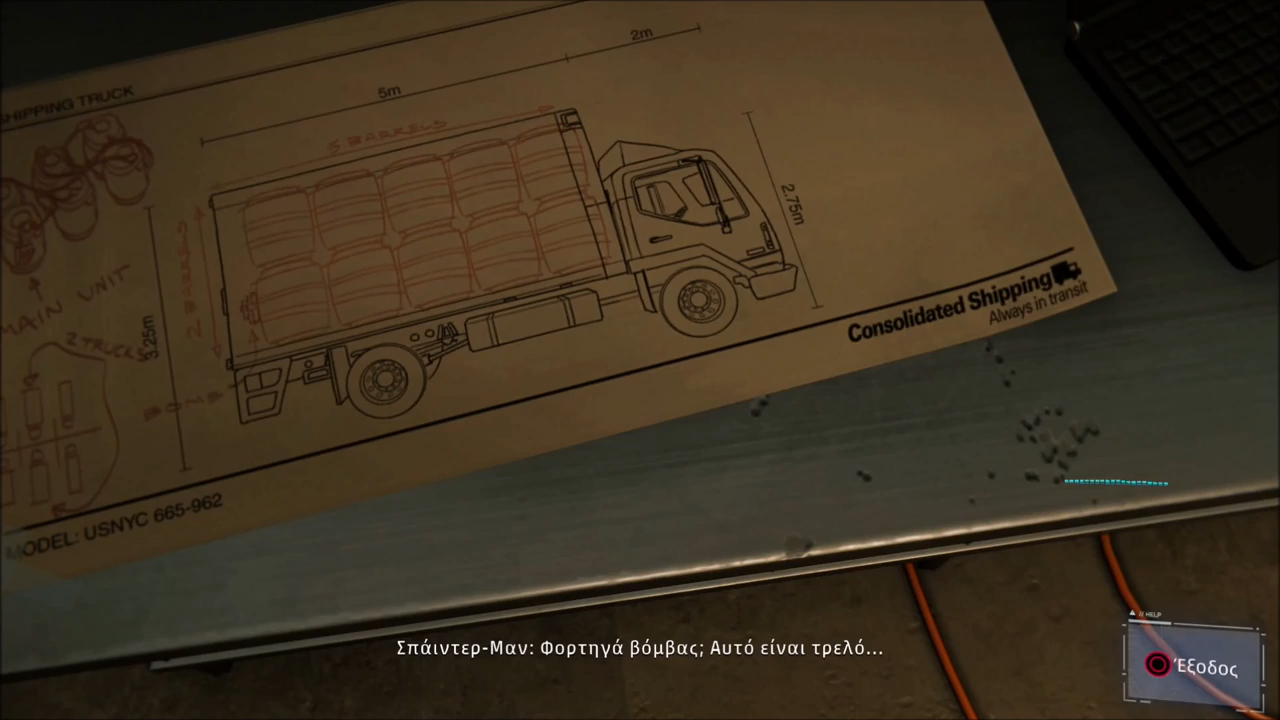 SHIPPING TRUCK
5m
2m
5 BARRELS
2 BARRELS
2.75m
MAIN UNIT
3.25m
2 TRUCKS
BOMB
Consolidated Shipping
Always in transit
MODEL: USNYC 665-962
Σπάιντερ-Μαν: Φορτηγά βόμβας; Αυτό είναι τρελό...
// HELP
Έξοδος